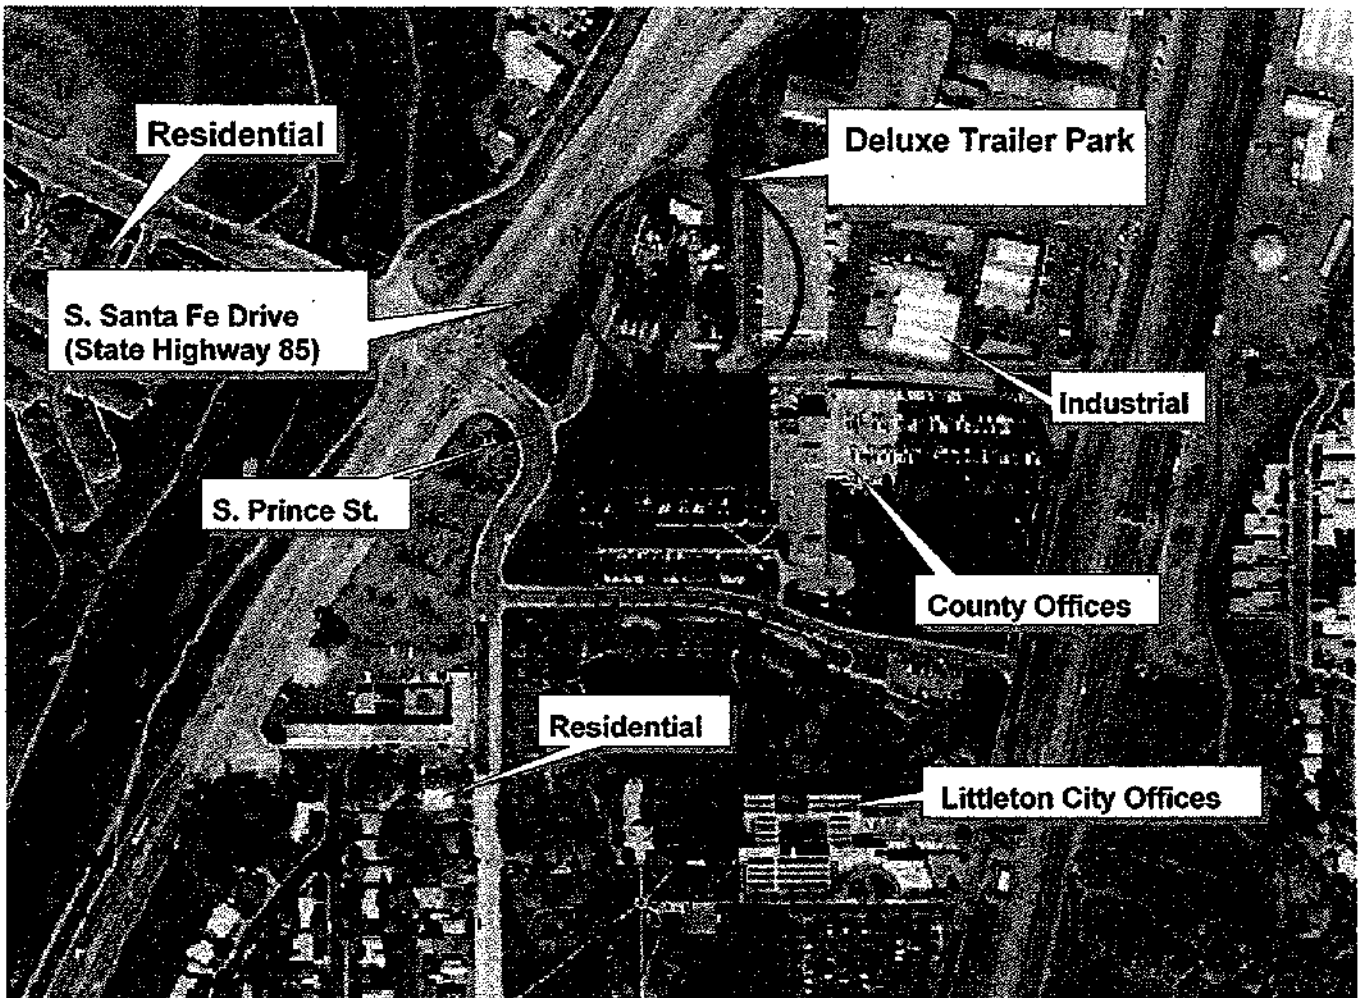 Residential
Deluxe Trailer Park
S. Santa Fe Drive
(State Highway 85)
Industrial
S. Prince St.
County Offices
Residential
Littleton City Offices